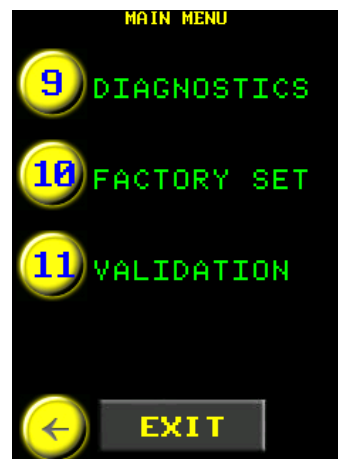 MAIN MENU
9 DIAGNOSTICS
10 FACTORY SET
11 VALIDATION
← EXIT